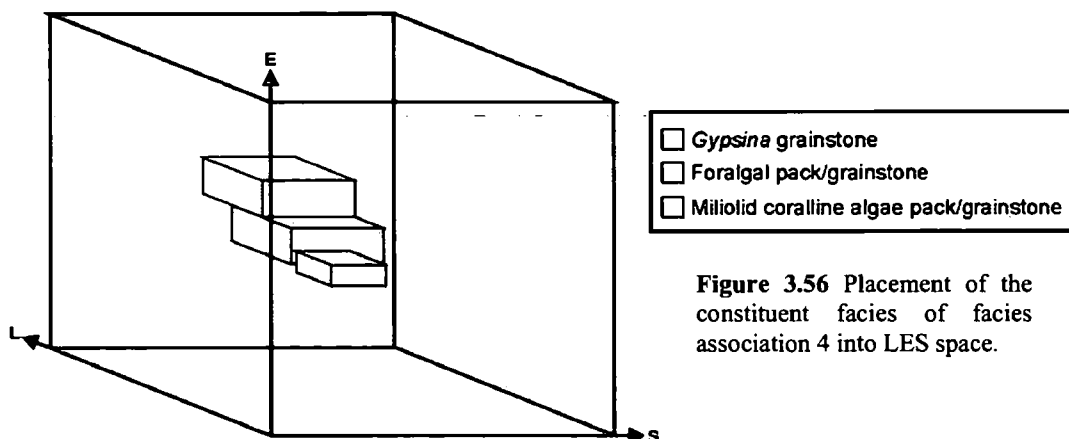 E
Gypsina grainstone
Foralgal pack/grainstone
Miliolid coralline algae pack/grainstone
Figure 3.56 Placement of the
constituent facies of facies
association 4 into LES space.
L
S